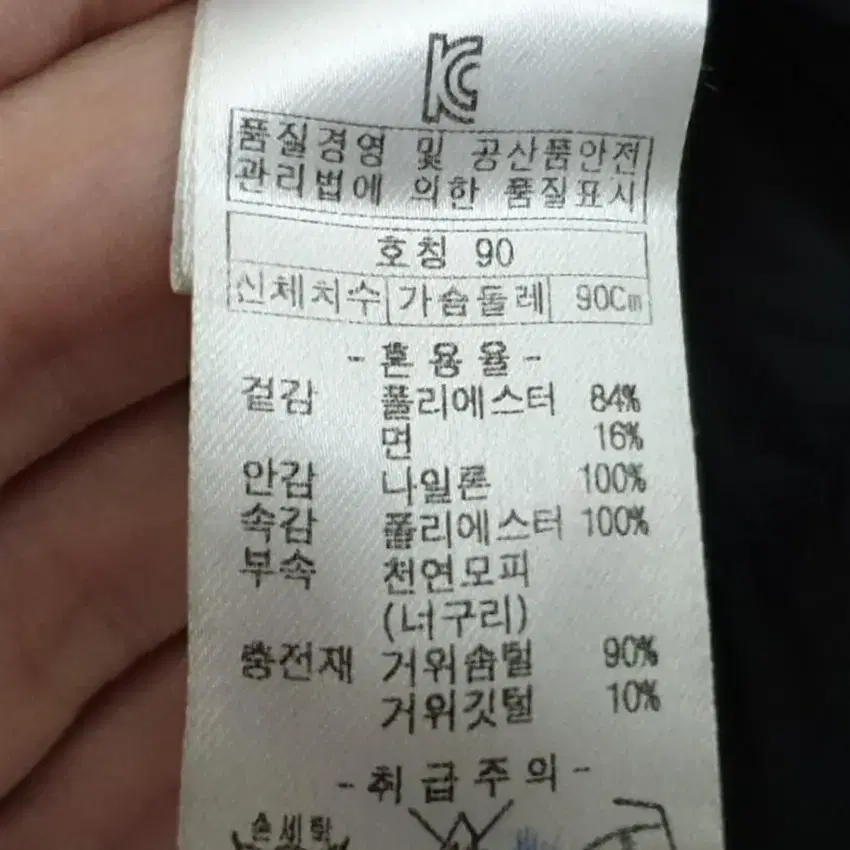 KC
품질경영 및 공산품안전
관리법에 의한 품질표시
호칭 90
신체치수 가슴둘레 90Cm
- 혼용율 -
겉감 폴리에스터 84%
면 16%
안감 나일론 100%
속감 폴리에스터 100%
부속 천연모피
(너구리)
충전재 거위솜털 90%
거위깃털 10%
- 취급주의 -
손세탁